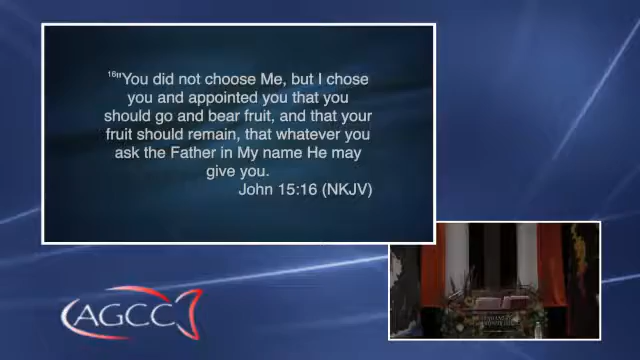 16"You did not choose Me, but I chose
you and appointed you that you
should go and bear fruit, and that your
fruit should remain, that whatever you
ask the Father in My name He may
give you.
John 15:16 (NKJV)
AGCC